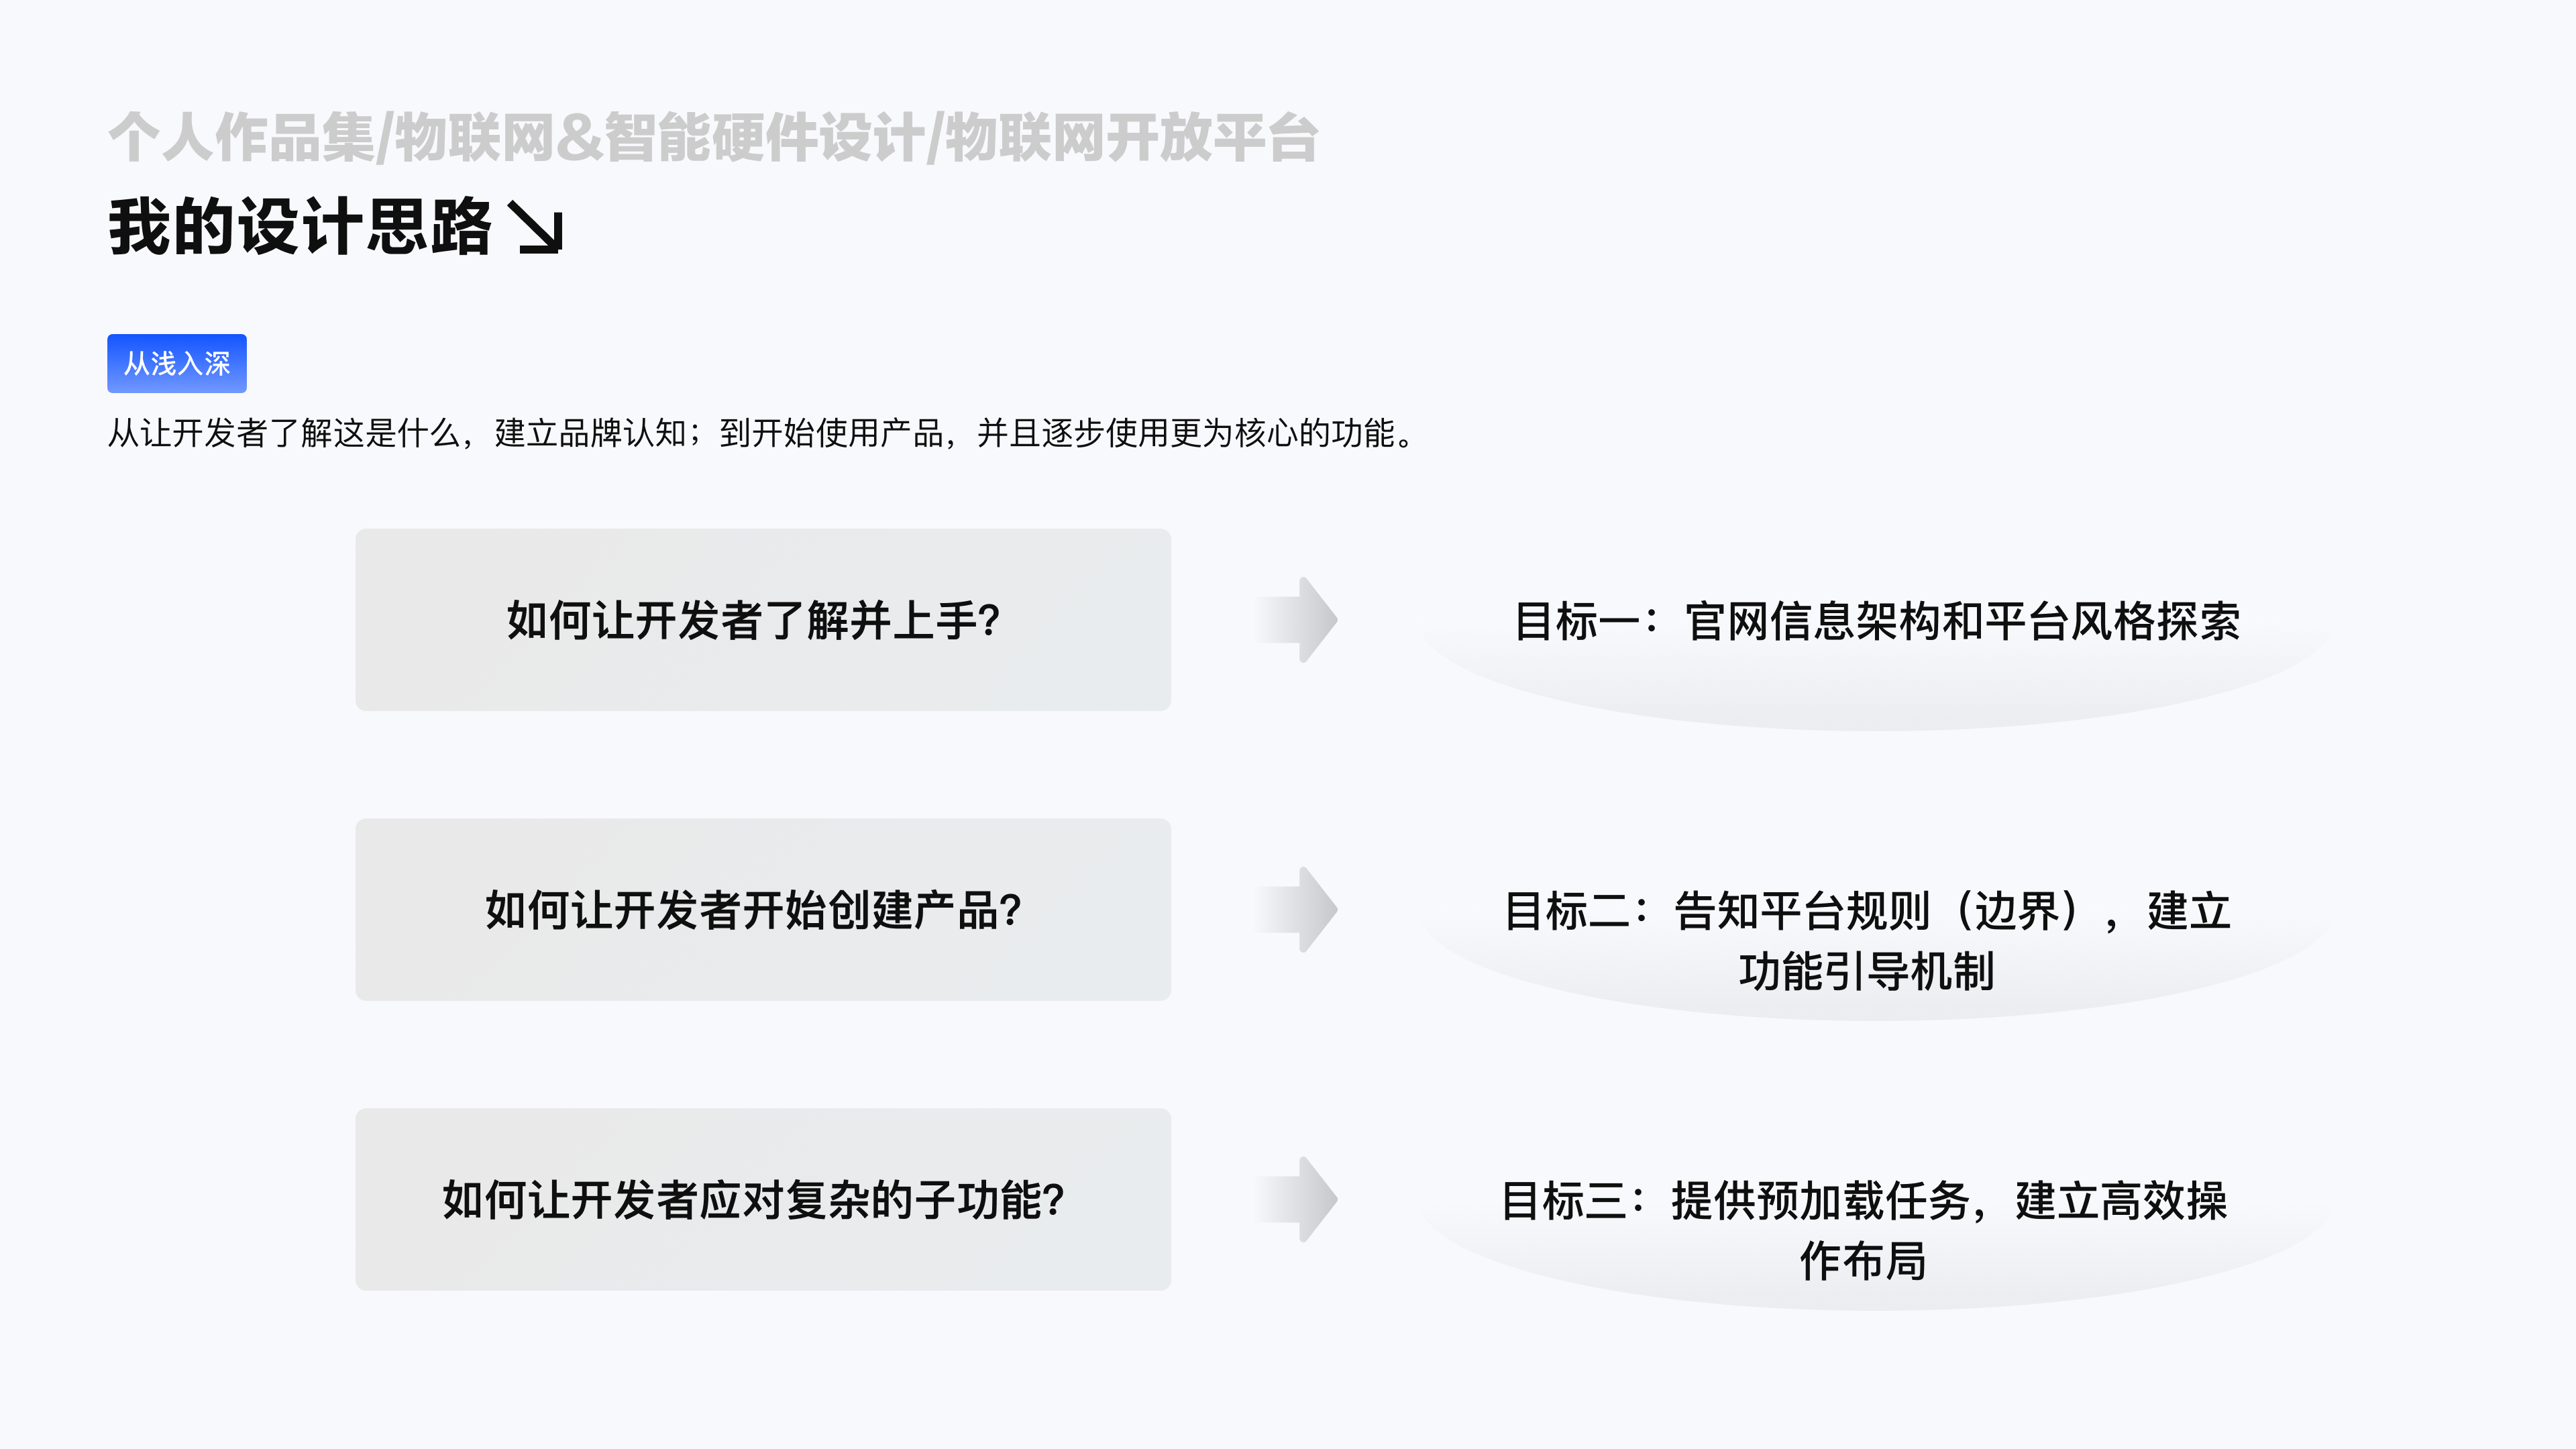 个人作品集/物联网&智能硬件设计/物联网开放平台
我的设计思路
从浅入深
从让开发者了解这是什么，建立品牌认知；到开始使用产品，并且逐步使用更为核心的功能。
如何让开发者了解并上手?
目标一：官网信息架构和平台风格探索
如何让开发者开始创建产品?
目标二：告知平台规则（边界），建立
功能引导机制
如何让开发者应对复杂的子功能?
目标三：提供预加载任务，建立高效操
作布局